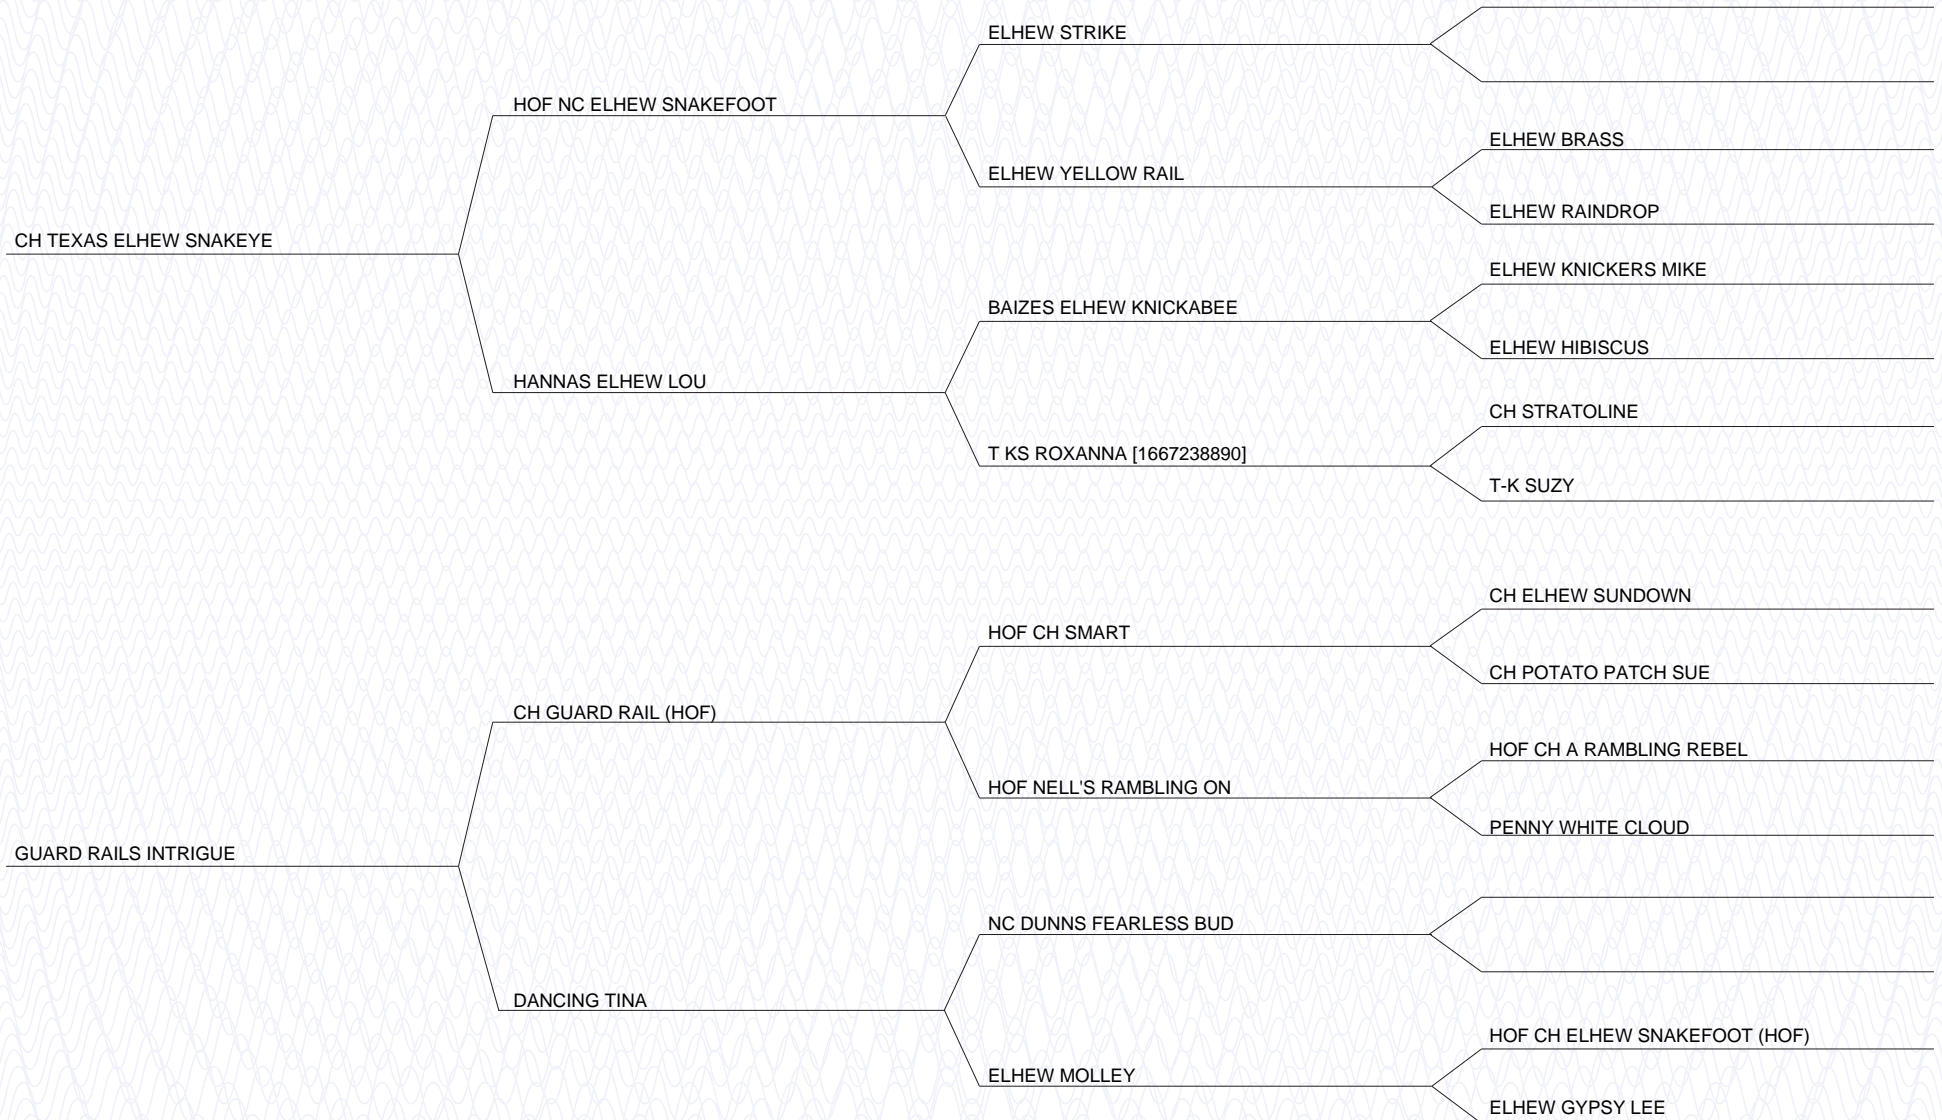 ELHEW STRIKE
HOF NC ELHEW SNAKEFOOT
ELHEW BRASS
ELHEW YELLOW RAIL
ELHEW RAINDROP
CH TEXAS ELHEW SNAKEYE
ELHEW KNICKERS MIKE
BAIZES ELHEW KNICKABEE
ELHEW HIBISCUS
HANNAS ELHEW LOU
CH STRATOLINE
T KS ROXANNA [1667238890]
T-K SUZY
CH ELHEW SUNDOWN
HOF CH SMART
CH POTATO PATCH SUE
CH GUARD RAIL (HOF)
HOF CH A RAMBLING REBEL
HOF NELL'S RAMBLING ON
PENNY WHITE CLOUD
GUARD RAILS INTRIGUE
NC DUNNS FEARLESS BUD
DANCING TINA
HOF CH ELHEW SNAKEFOOT (HOF)
ELHEW MOLLEY
ELHEW GYPSY LEE